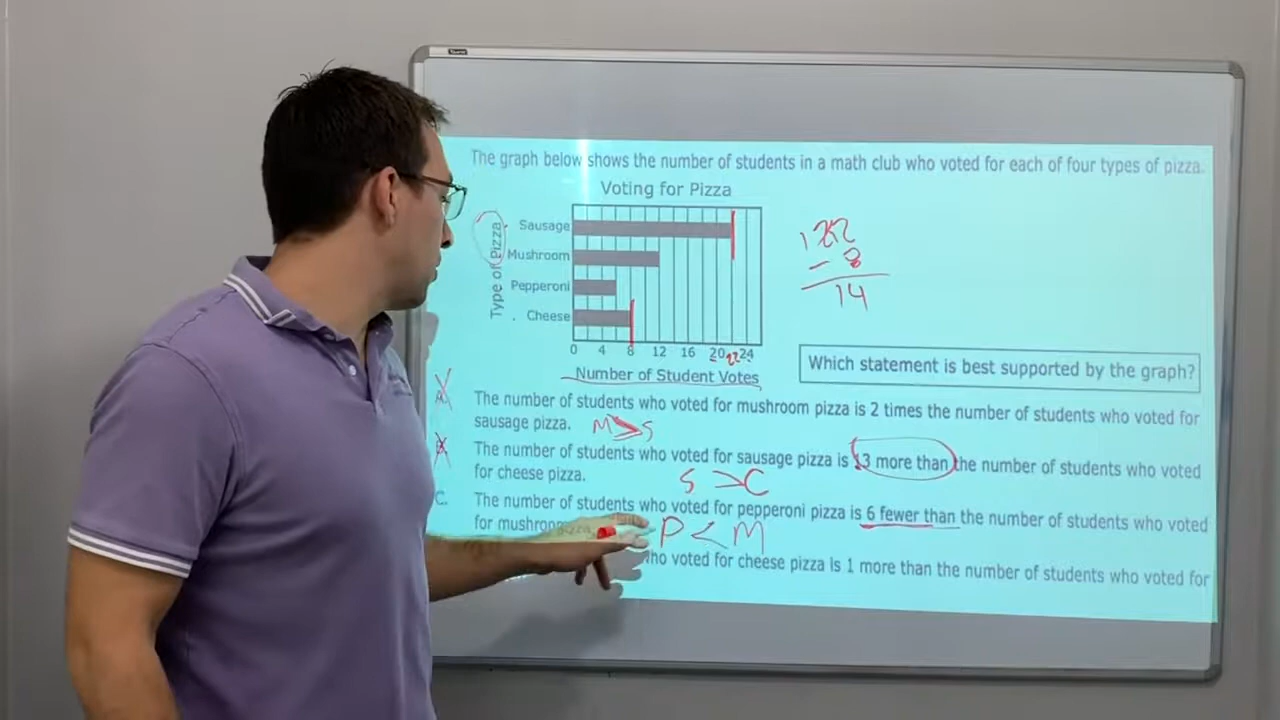 The graph below shows the number of students in a math club who voted for each of four types of pizza.
Voting for Pizza
Type of Pizza
Sausage
Mushroom
Pepperoni
Cheese
0 4 8 12 16 20 22 24
Number of Student Votes
22
- 8
14
Which statement is best supported by the graph?
A.
The number of students who voted for mushroom pizza is 2 times the number of students who voted for
sausage pizza. M > S
The number of students who voted for sausage pizza is 13 more than the number of students who voted
for cheese pizza. S > C
C. The number of students who voted for pepperoni pizza is 6 fewer than the number of students who voted
for P < M
who voted for cheese pizza is 1 more than the number of students who voted for